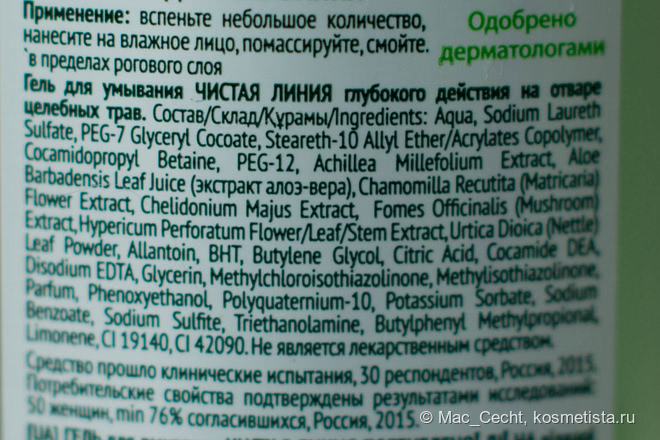 Применение: вспеньте небольшое количество,
нанесите на влажное лицо, помассируйте, смойте.
*в пределах рогового слоя
Одобрено
дерматологами
Гель для умывания ЧИСТАЯ ЛИНИЯ глубокого действия на отваре
целебных трав. Состав/Склад/Құрамы/Ingredients: Aqua, Sodium Laureth
Sulfate, PEG-7 Glyceryl Cocoate, Steareth-10 Allyl Ether/Acrylates Copolymer,
Cocamidopropyl Betaine, PEG-12, Achillea Millefolium Extract, Aloe
Barbadensis Leaf Juice (экстракт алоэ-вера), Chamomilla Recutita (Matricaria)
Flower Extract, Chelidonium Majus Extract, Fomes Officinalis (Mushroom)
Extract, Hypericum Perforatum Flower/Leaf/Stem Extract, Urtica Dioica (Nettle)
Leaf Powder, Allantoin, BHT, Butylene Glycol, Citric Acid, Cocamide DEA,
Disodium EDTA, Glycerin, Methylchloroisothiazolinone, Methylisothiazolinone,
Parfum, Phenoxyethanol, Polyquaternium-10, Potassium Sorbate, Sodium
Benzoate, Sodium Sulfite, Triethanolamine, Butylphenyl Methylpropional,
Limonene, CI 19140, CI 42090. Не является лекарственным средством.
Средство прошло клинические испытания, 30 респондентов, Россия, 2015.
Потребительские свойства подтверждены результатами исследований:
50 женщин, min 76% согласившихся, Россия, 2015.
[UA] ГЕЛЬ для
© Mac_Cecht, kosmetista.ru